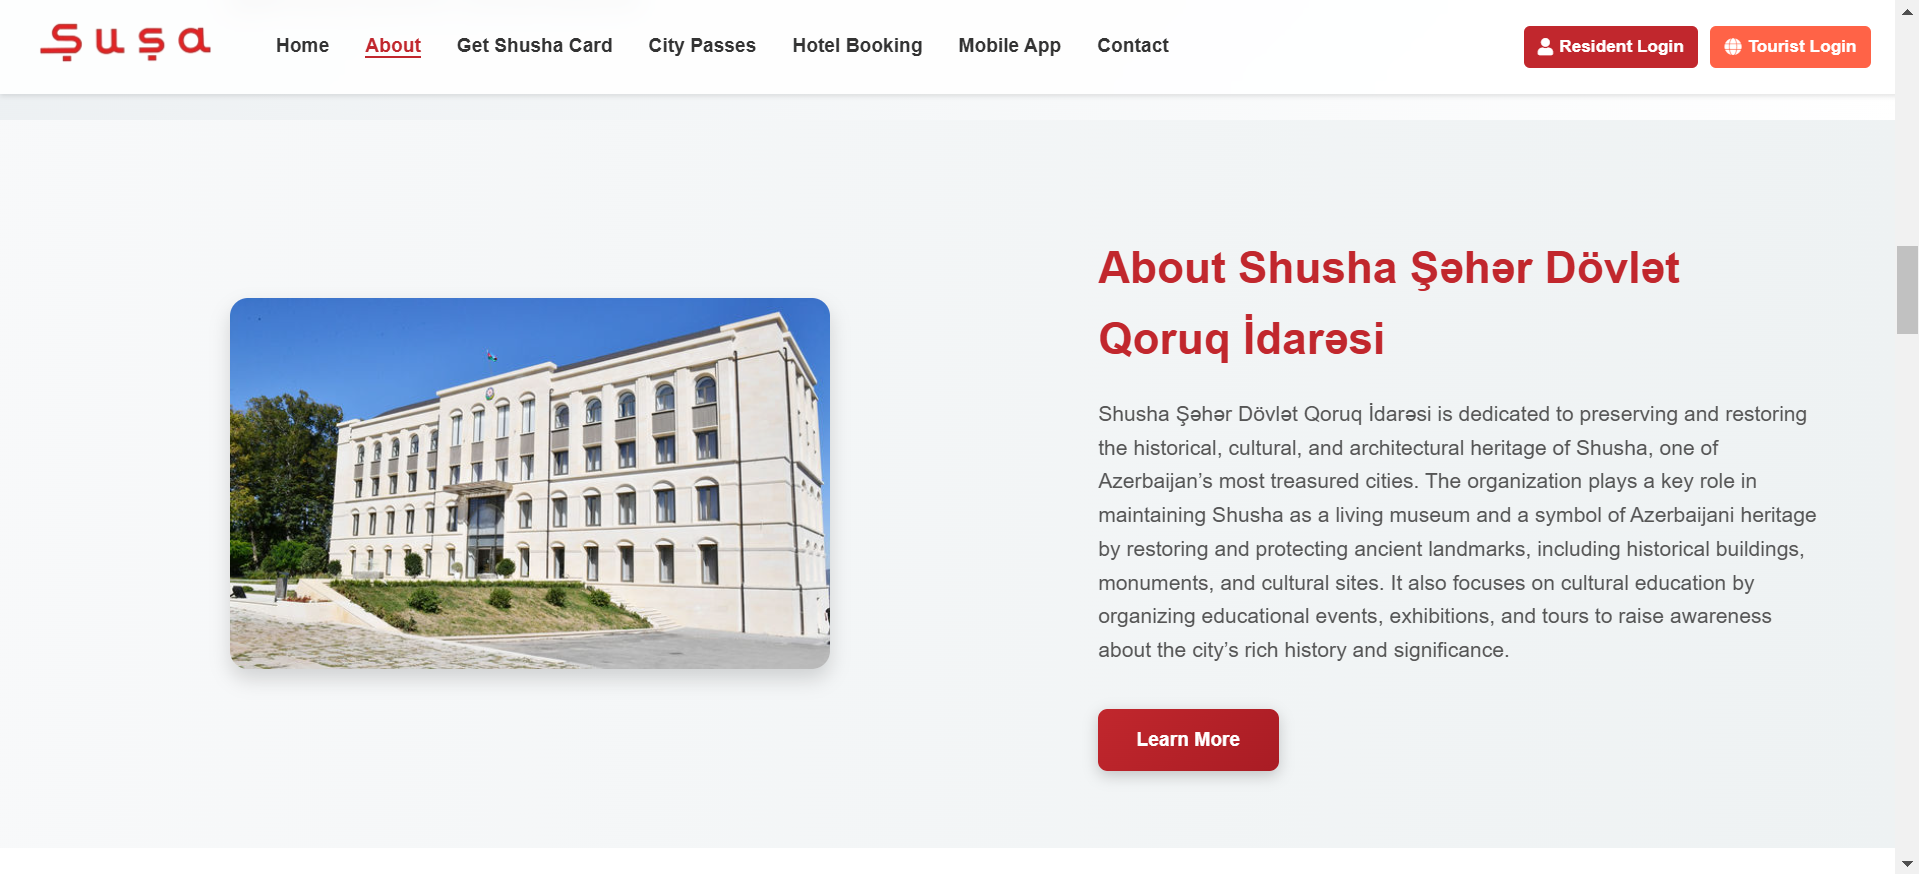 Şuşa
Home About Get Shusha Card City Passes Hotel Booking Mobile App Contact
Resident Login Tourist Login
About Shusha Şəhər Dövlət
Qoruq İdarəsi
Shusha Şəhər Dövlət Qoruq İdarəsi is dedicated to preserving and restoring
the historical, cultural, and architectural heritage of Shusha, one of
Azerbaijan’s most treasured cities. The organization plays a key role in
maintaining Shusha as a living museum and a symbol of Azerbaijani heritage
by restoring and protecting ancient landmarks, including historical buildings,
monuments, and cultural sites. It also focuses on cultural education by
organizing educational events, exhibitions, and tours to raise awareness
about the city’s rich history and significance.
Learn More